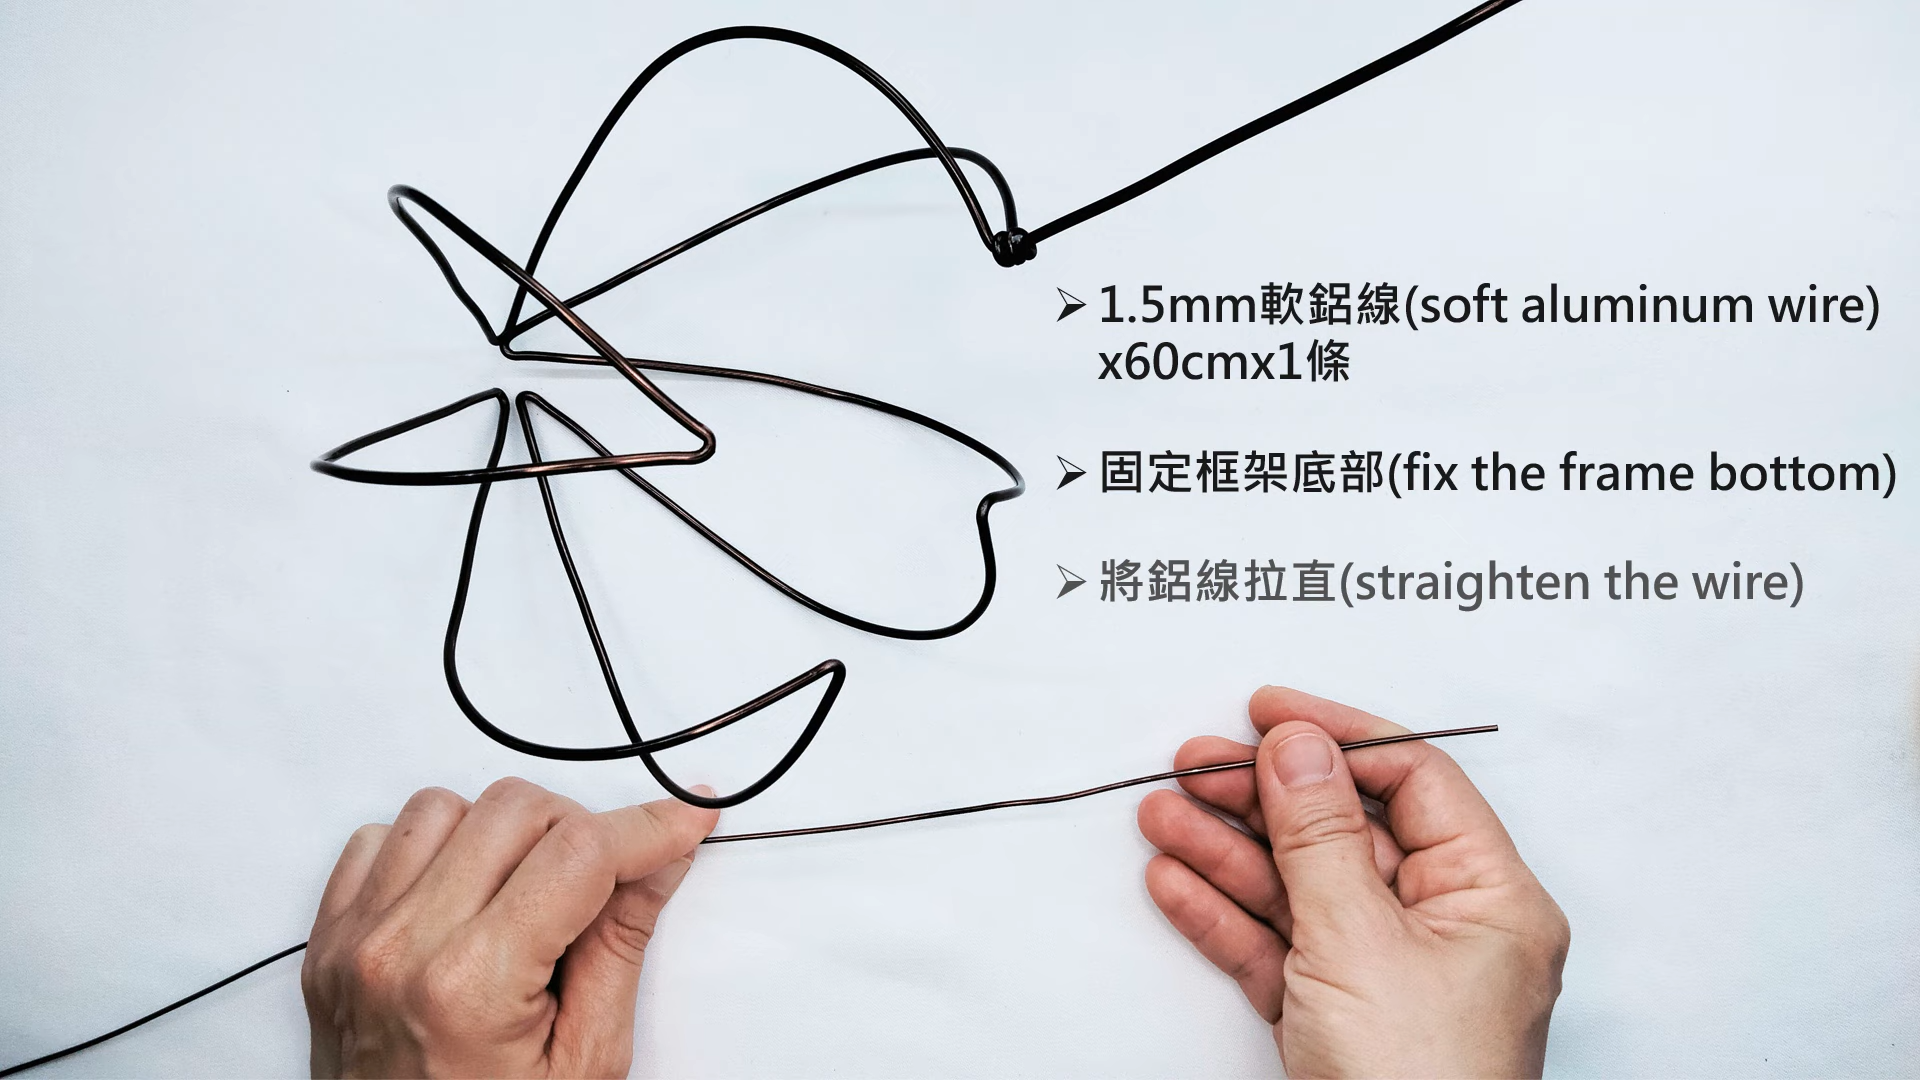 ➢ 1.5mm軟鋁線(soft aluminum wire)
x60cmx1條
➢ 固定框架底部(fix the frame bottom)
➢ 將鋁線拉直(straighten the wire)